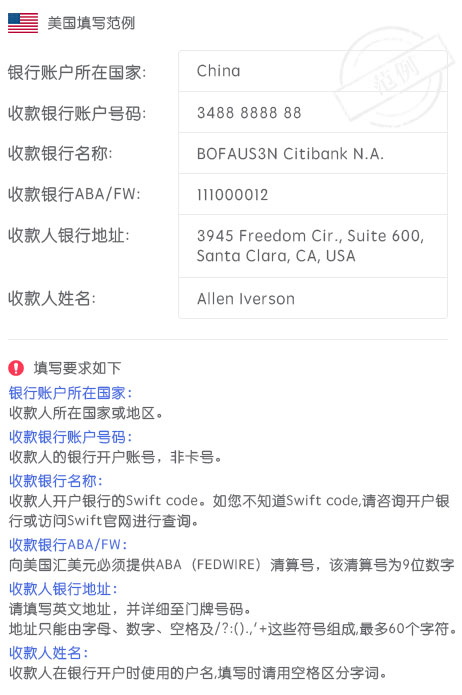 美国填写范例
范例
银行账户所在国家: China
收款银行账户号码: 3488 8888 88
收款银行名称: BOFAUS3N Citibank N.A.
收款银行ABA/FW: 111000012
收款人银行地址: 3945 Freedom Cir., Suite 600,
Santa Clara, CA, USA
收款人姓名: Allen Iverson
填写要求如下
银行账户所在国家:
收款人所在国家或地区。
收款银行账户号码:
收款人的银行开户账号，非卡号。
收款银行名称:
收款人开户银行的Swift code。如您不知道Swift code,请咨询开户银
行或访问Swift官网进行查询。
收款银行ABA/FW:
向美国汇美元必须提供ABA（FEDWIRE）清算号，该清算号为9位数字
收款人银行地址:
请填写英文地址，并详细至门牌号码。
地址只能由字母、数字、空格及/?:().,’+这些符号组成,最多60个字符。
收款人姓名:
收款人在银行开户时使用的户名,填写时请用空格区分字词。